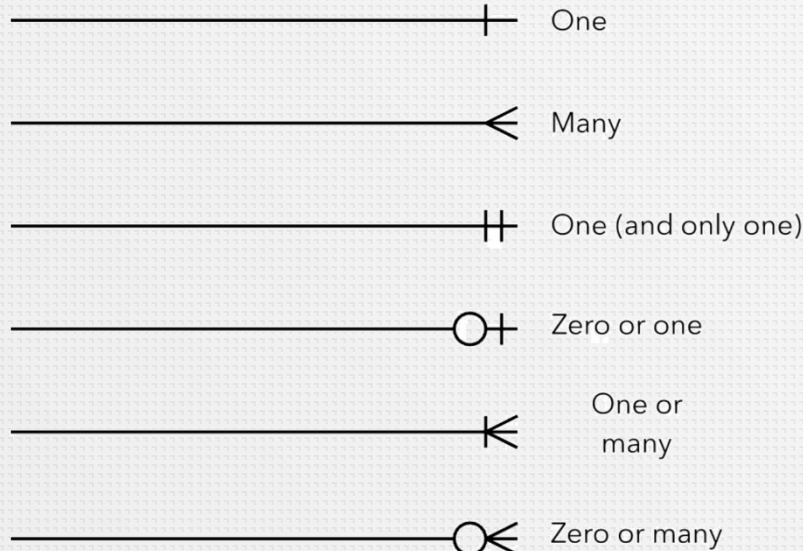 One
Many
One (and only one)
Zero or one
One or
many
Zero or many